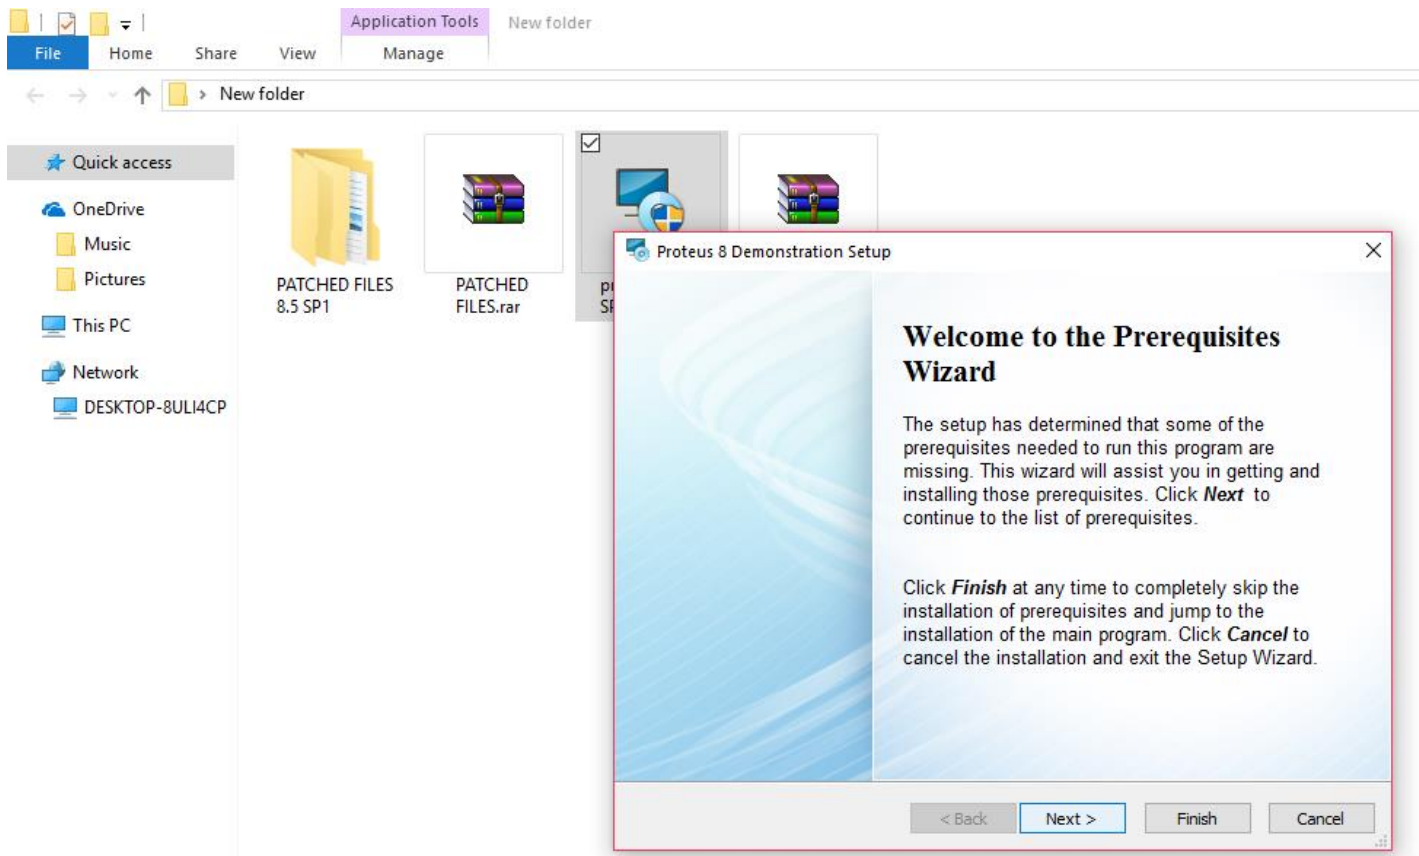 Application Tools
New folder
File
Home
Share
View
Manage
New folder
Quick access
OneDrive
Music
Pictures
This PC
Network
DESKTOP-8ULI4CP
PATCHED FILES
8.5 SP1
PATCHED
FILES.rar
Proteus 8 Demonstration Setup
Welcome to the Prerequisites
Wizard
The setup has determined that some of the
prerequisites needed to run this program are
missing. This wizard will assist you in getting and
installing those prerequisites. Click Next to
continue to the list of prerequisites.
Click Finish at any time to completely skip the
installation of prerequisites and jump to the
installation of the main program. Click Cancel to
cancel the installation and exit the Setup Wizard.
< Back
Next >
Finish
Cancel